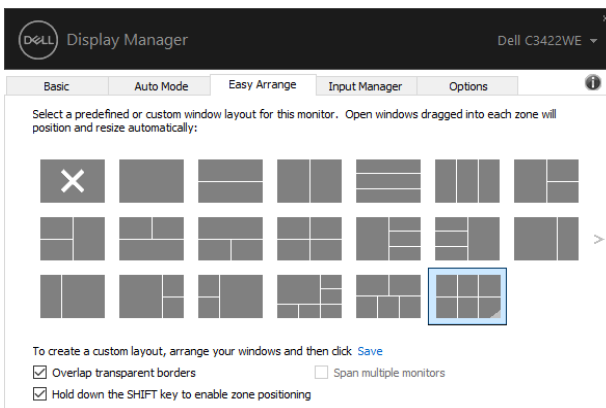 DELL Display Manager
Dell C3422WE
Basic Auto Mode Easy Arrange Input Manager Options
Select a predefined or custom window layout for this monitor. Open windows dragged into each zone will
position and resize automatically:
To create a custom layout, arrange your windows and then click Save
Overlap transparent borders Span multiple monitors
Hold down the SHIFT key to enable zone positioning